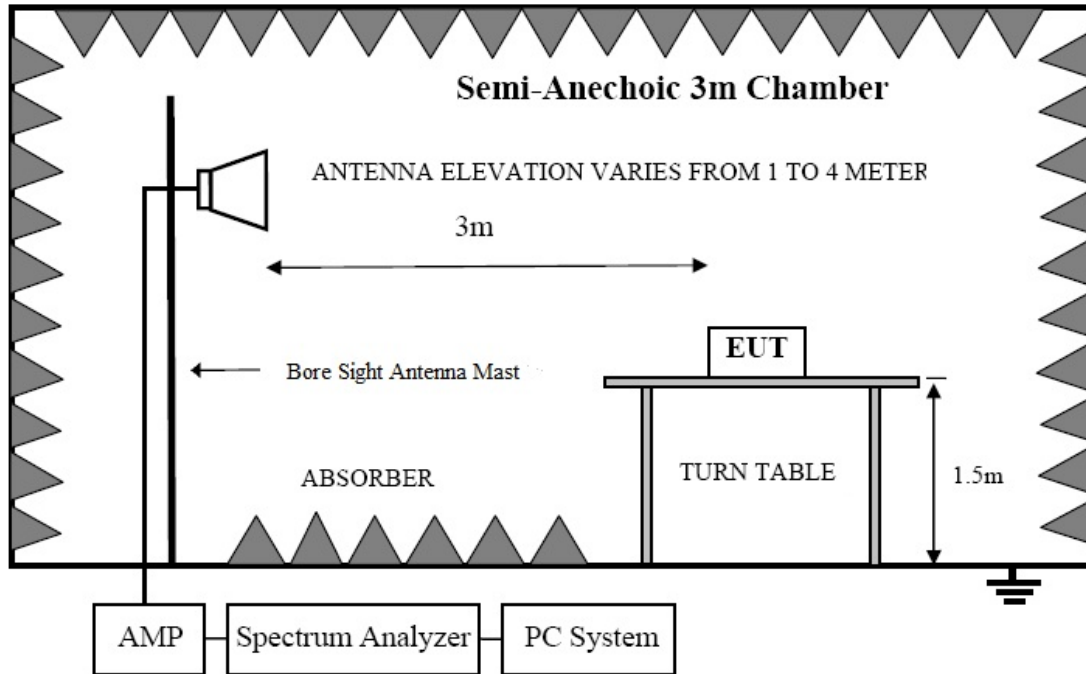 Semi-Anechoic 3m Chamber
ANTENNA ELEVATION VARIES FROM 1 TO 4 METER
3m
EUT
Bore Sight Antenna Mast
ABSORBER
TURN TABLE
1.5m
AMP
Spectrum Analyzer
PC System